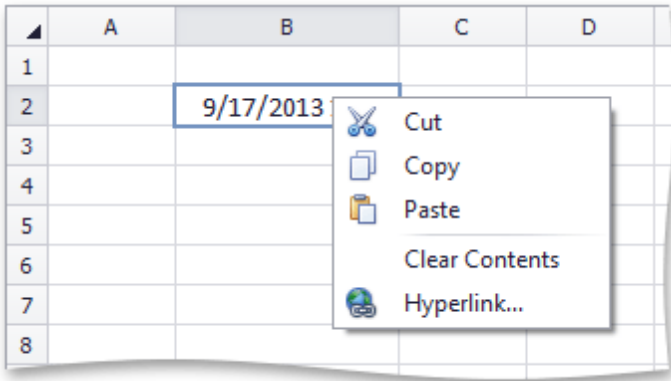 A B C D
1
2 9/17/2013
Cut
3
Copy
4
Paste
5
6 Clear Contents
7 Hyperlink...
8